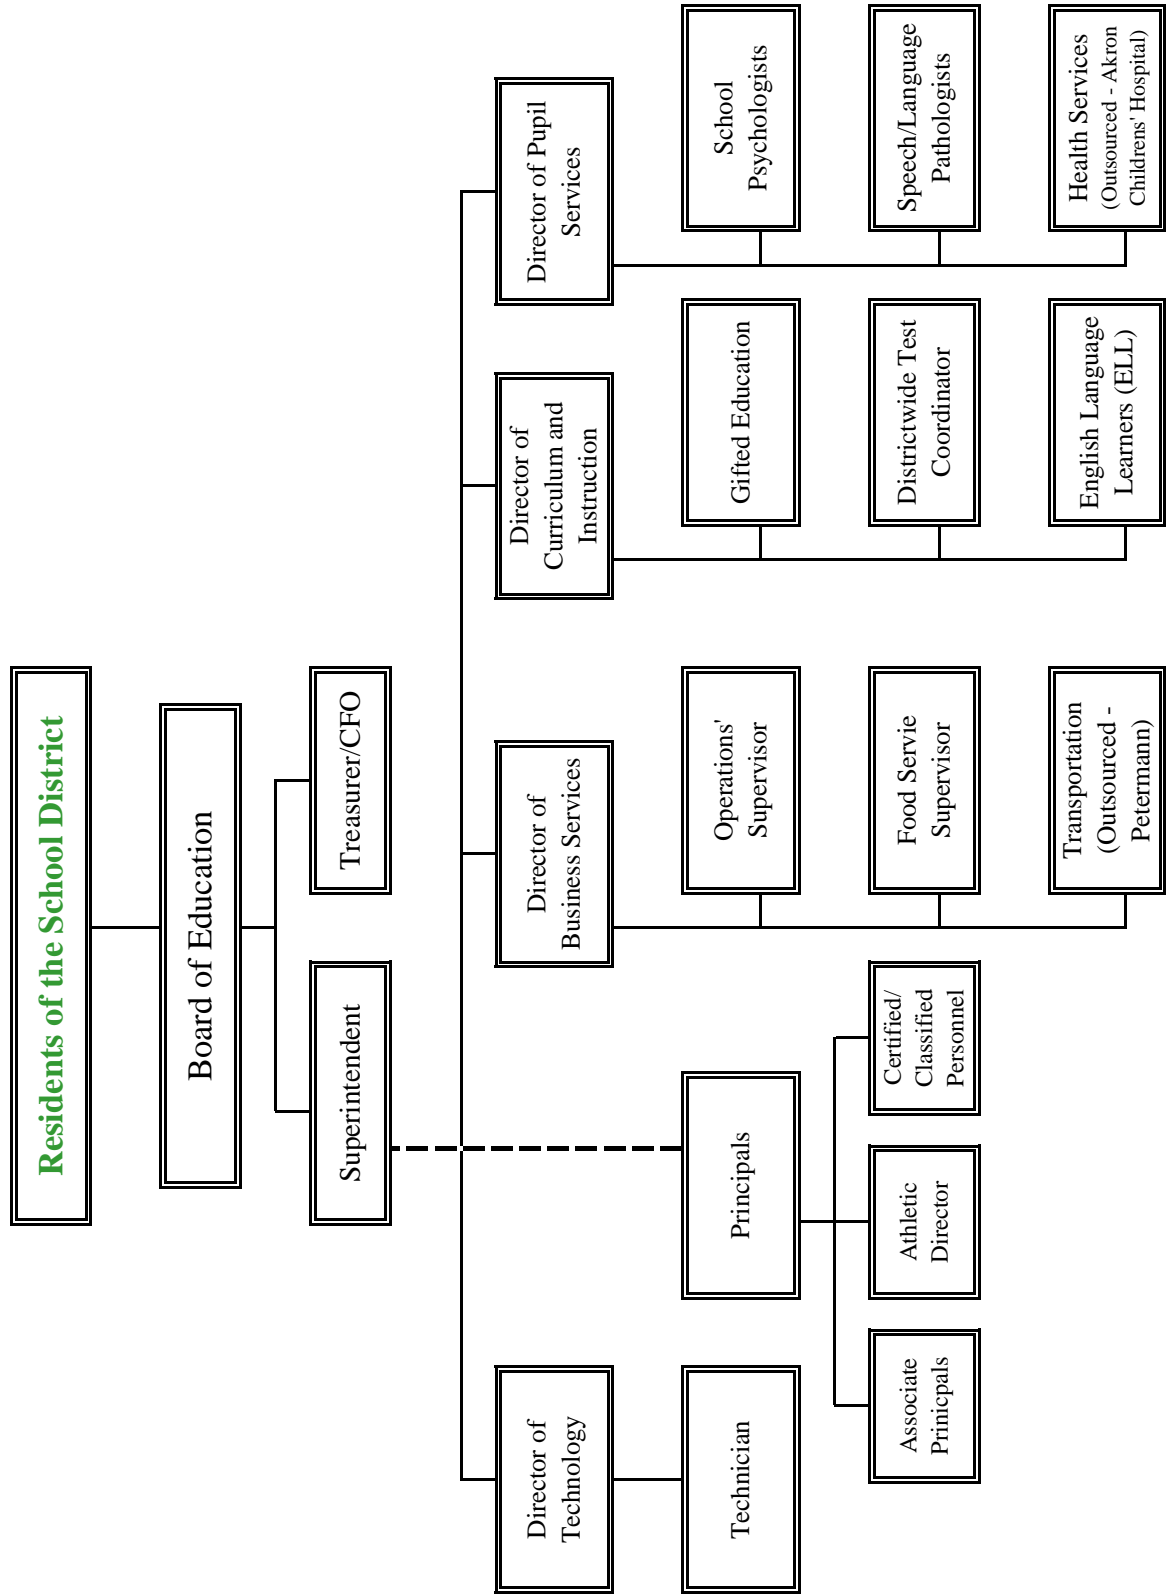 Residents of the School District
Board of Education
Superintendent
Treasurer/CFO
Director of
Technology
Director of
Business Services
Director of
Curriculum and
Instruction
Director of Pupil
Services
Technician
Principals
Operations'
Supervisor
Gifted Education
School
Psychologists
Associate
Prinicpals
Athletic
Director
Certified/
Classified
Personnel
Food Servie
Supervisor
Districtwide Test
Coordinator
Speech/Language
Pathologists
Transportation
(Outsourced -
Petermann)
English Language
Learners (ELL)
Health Services
(Outsourced - Akron
Childrens' Hospital)